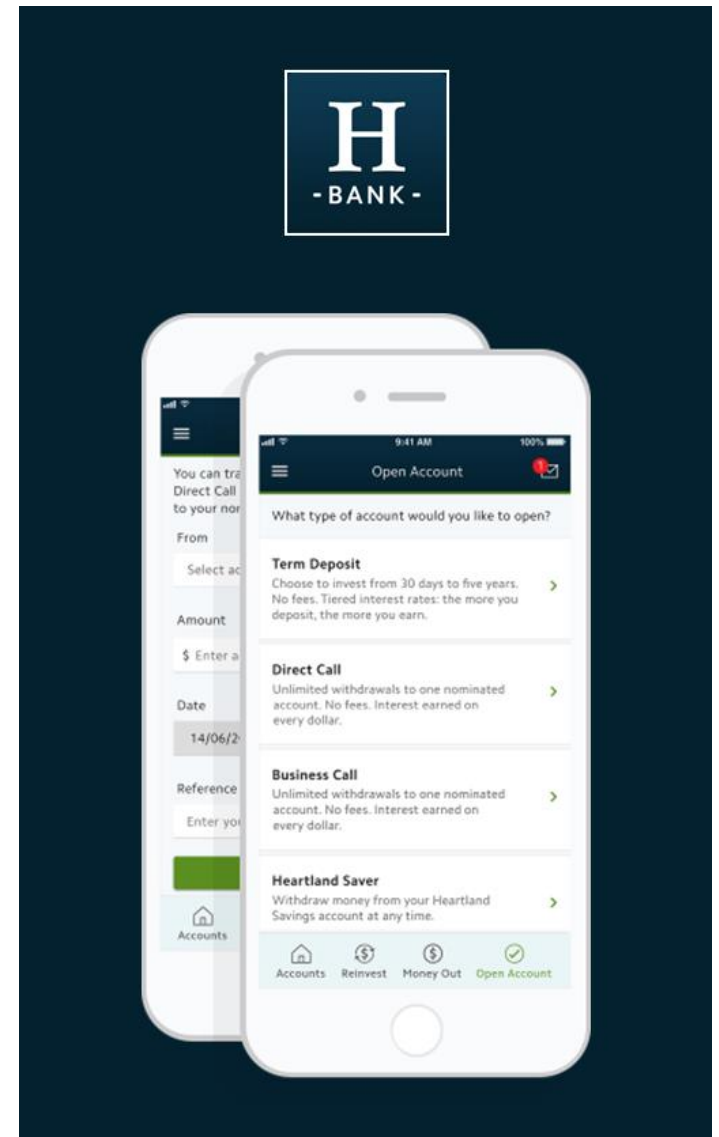 H
- BANK -
You can tra
Direct Call
to your nor
From
Select ac
Amount
$ Enter a
Date
14/06/2
Reference
Enter you
Accounts
9:41 AM 100%
Open Account 1
What type of account would you like to open?
Term Deposit
Choose to invest from 30 days to five years.
No fees. Tiered interest rates: the more you
deposit, the more you earn.
Direct Call
Unlimited withdrawals to one nominated
account. No fees. Interest earned on
every dollar.
Business Call
Unlimited withdrawals to one nominated
account. No fees. Interest earned on
every dollar.
Heartland Saver
Withdraw money from your Heartland
Savings account at any time.
Accounts Reinvest Money Out Open Account